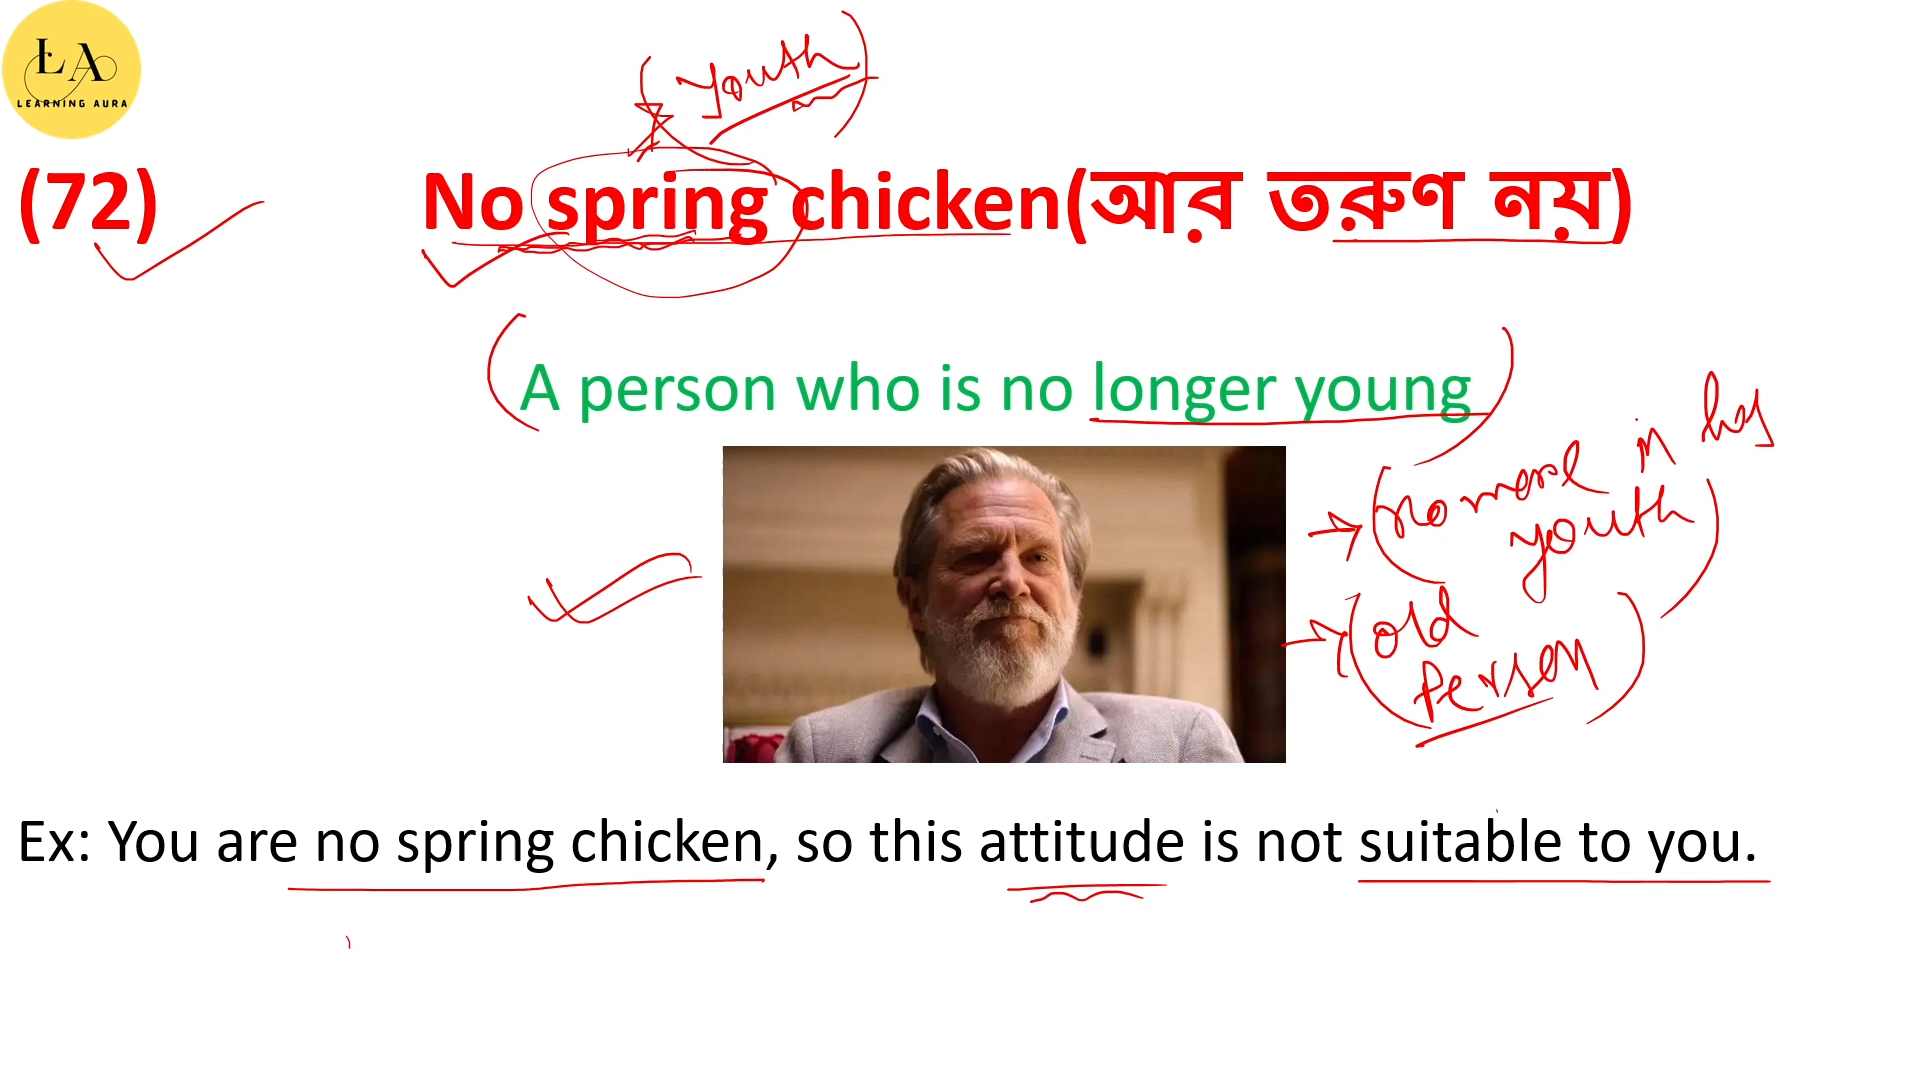 LA
LEARNING AURA
(Youth)
(72) No spring chicken(আর তরুণ নয়)
A person who is no longer young
(no more in his
youth)
(old
Person)
Ex: You are no spring chicken, so this attitude is not suitable to you.